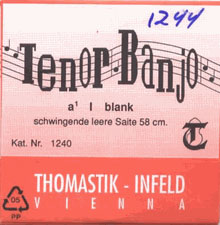 1244
Tenor-Banjo
a¹ I blank
schwingende leere Saite 58 cm.
Kat. Nr. 1240
THOMASTIK - INFELD
VIENNA
05
PP